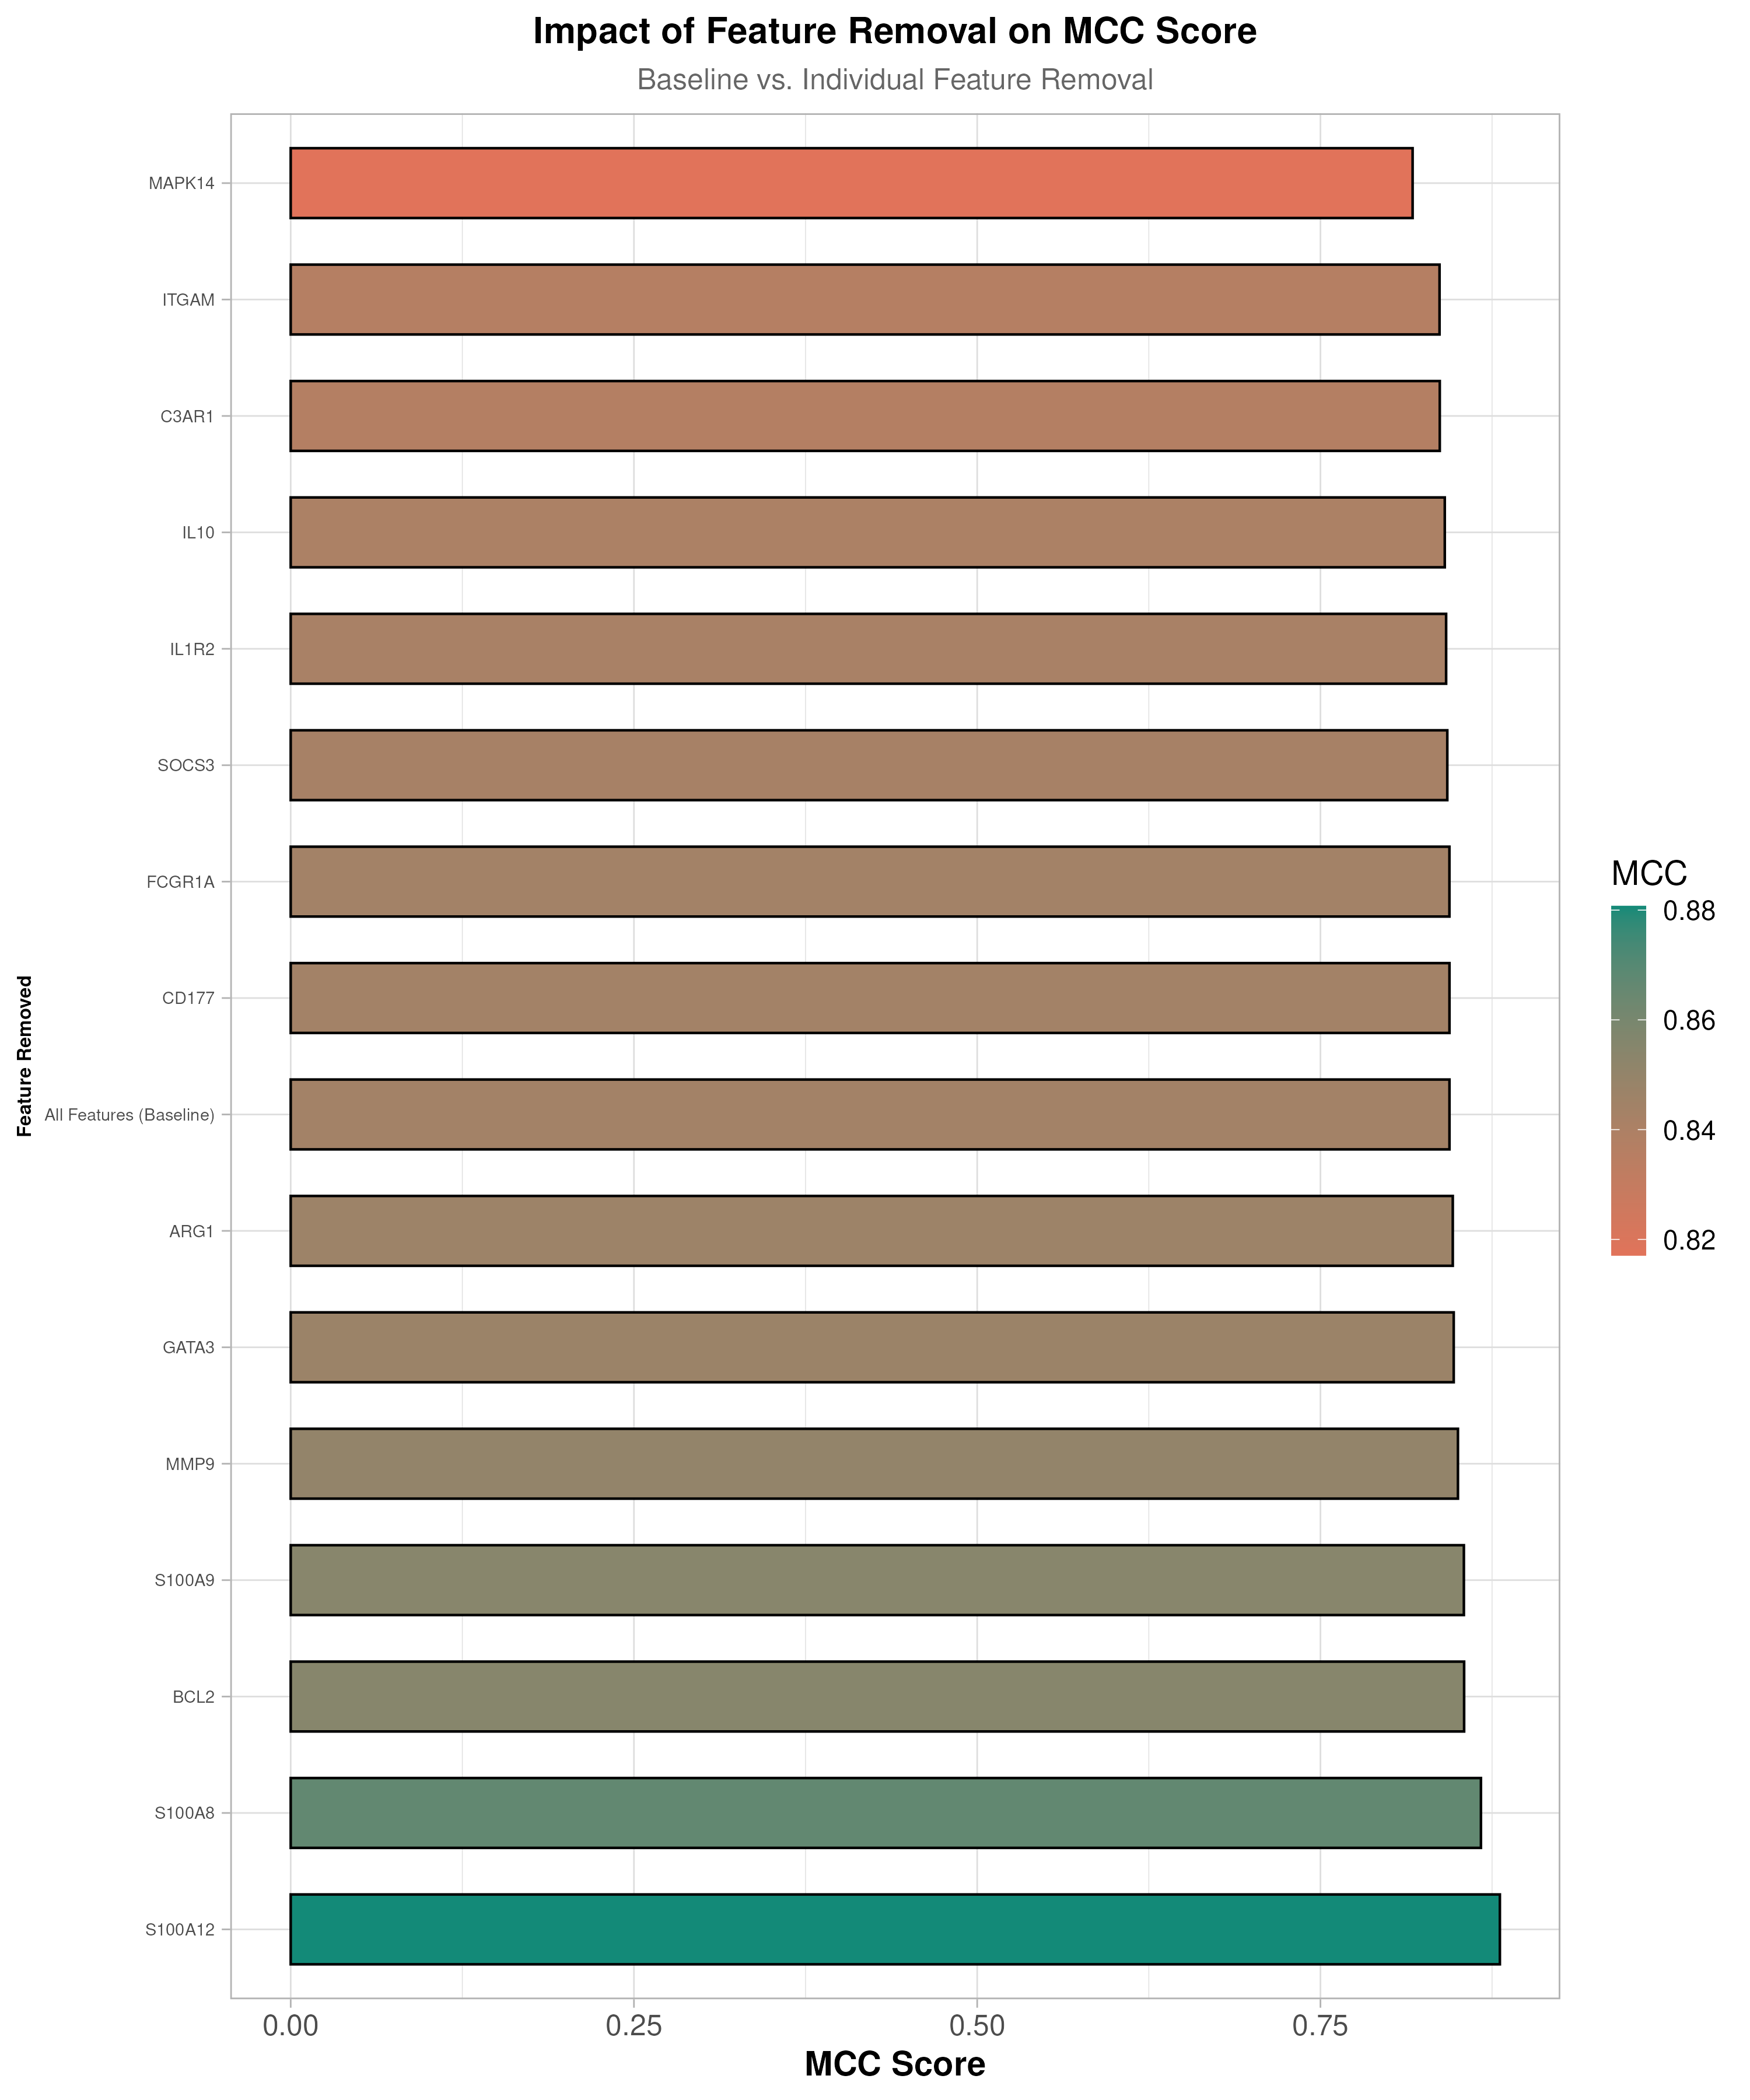 Impact of Feature Removal on MCC Score
Baseline vs. Individual Feature Removal
MAPK14
ITGAM
C3AR1
IL10
IL1R2
SOCS3
FCGR1A
CD177
All Features (Baseline)
ARG1
GATA3
MMP9
S100A9
BCL2
S100A8
S100A12
Feature Removed
0.00
0.25
0.50
0.75
MCC Score
MCC
0.88
0.86
0.84
0.82